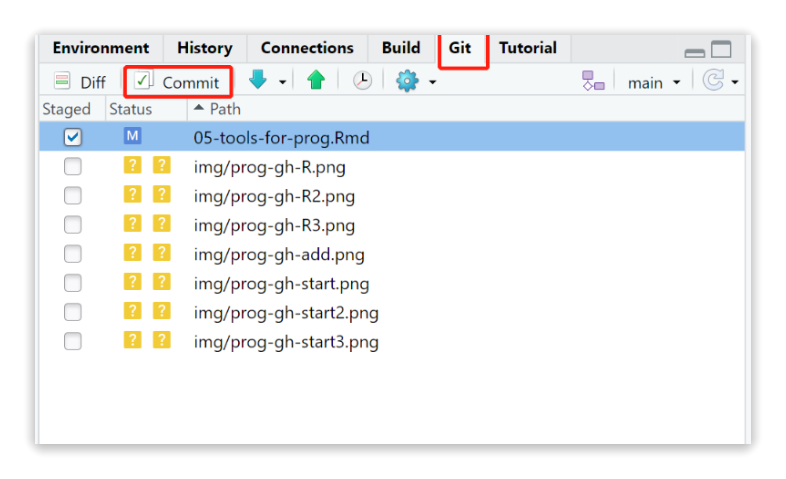 Environment History Connections Build Git Tutorial
Diff Commit main
Staged Status Path
M 05-tools-for-prog.Rmd
? ? img/prog-gh-R.png
? ? img/prog-gh-R2.png
? ? img/prog-gh-R3.png
? ? img/prog-gh-add.png
? ? img/prog-gh-start.png
? ? img/prog-gh-start2.png
? ? img/prog-gh-start3.png